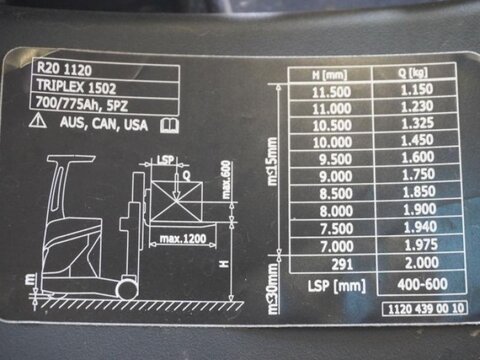 R20 1120
TRIPLEX 1502
700/775Ah, 5PZ
AUS, CAN, USA
LSP
Q
max.600
max.1200
H
m
m≤15mm
m≤30mm
H [mm] Q [kg]
11.500 1.150
11.000 1.230
10.500 1.325
10.000 1.450
9.500 1.600
9.000 1.750
8.500 1.850
8.000 1.900
7.500 1.940
7.000 1.975
291 2.000
LSP [mm] 400-600
1120 439 00 10